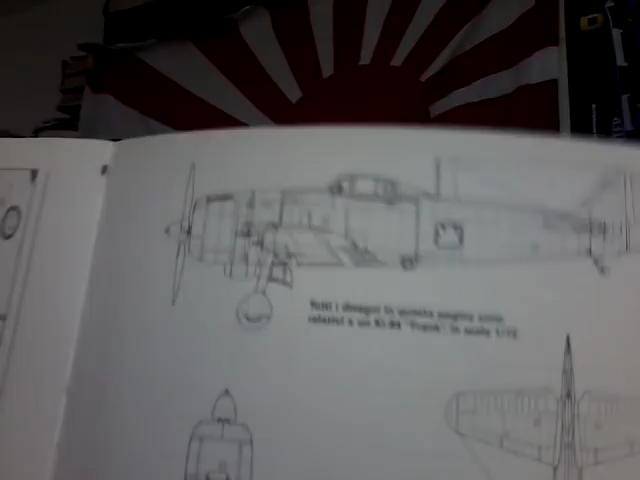 Tutti i disegni in questa pagina sono
relativi a un Ki-84 "Frank" in scala 1/72